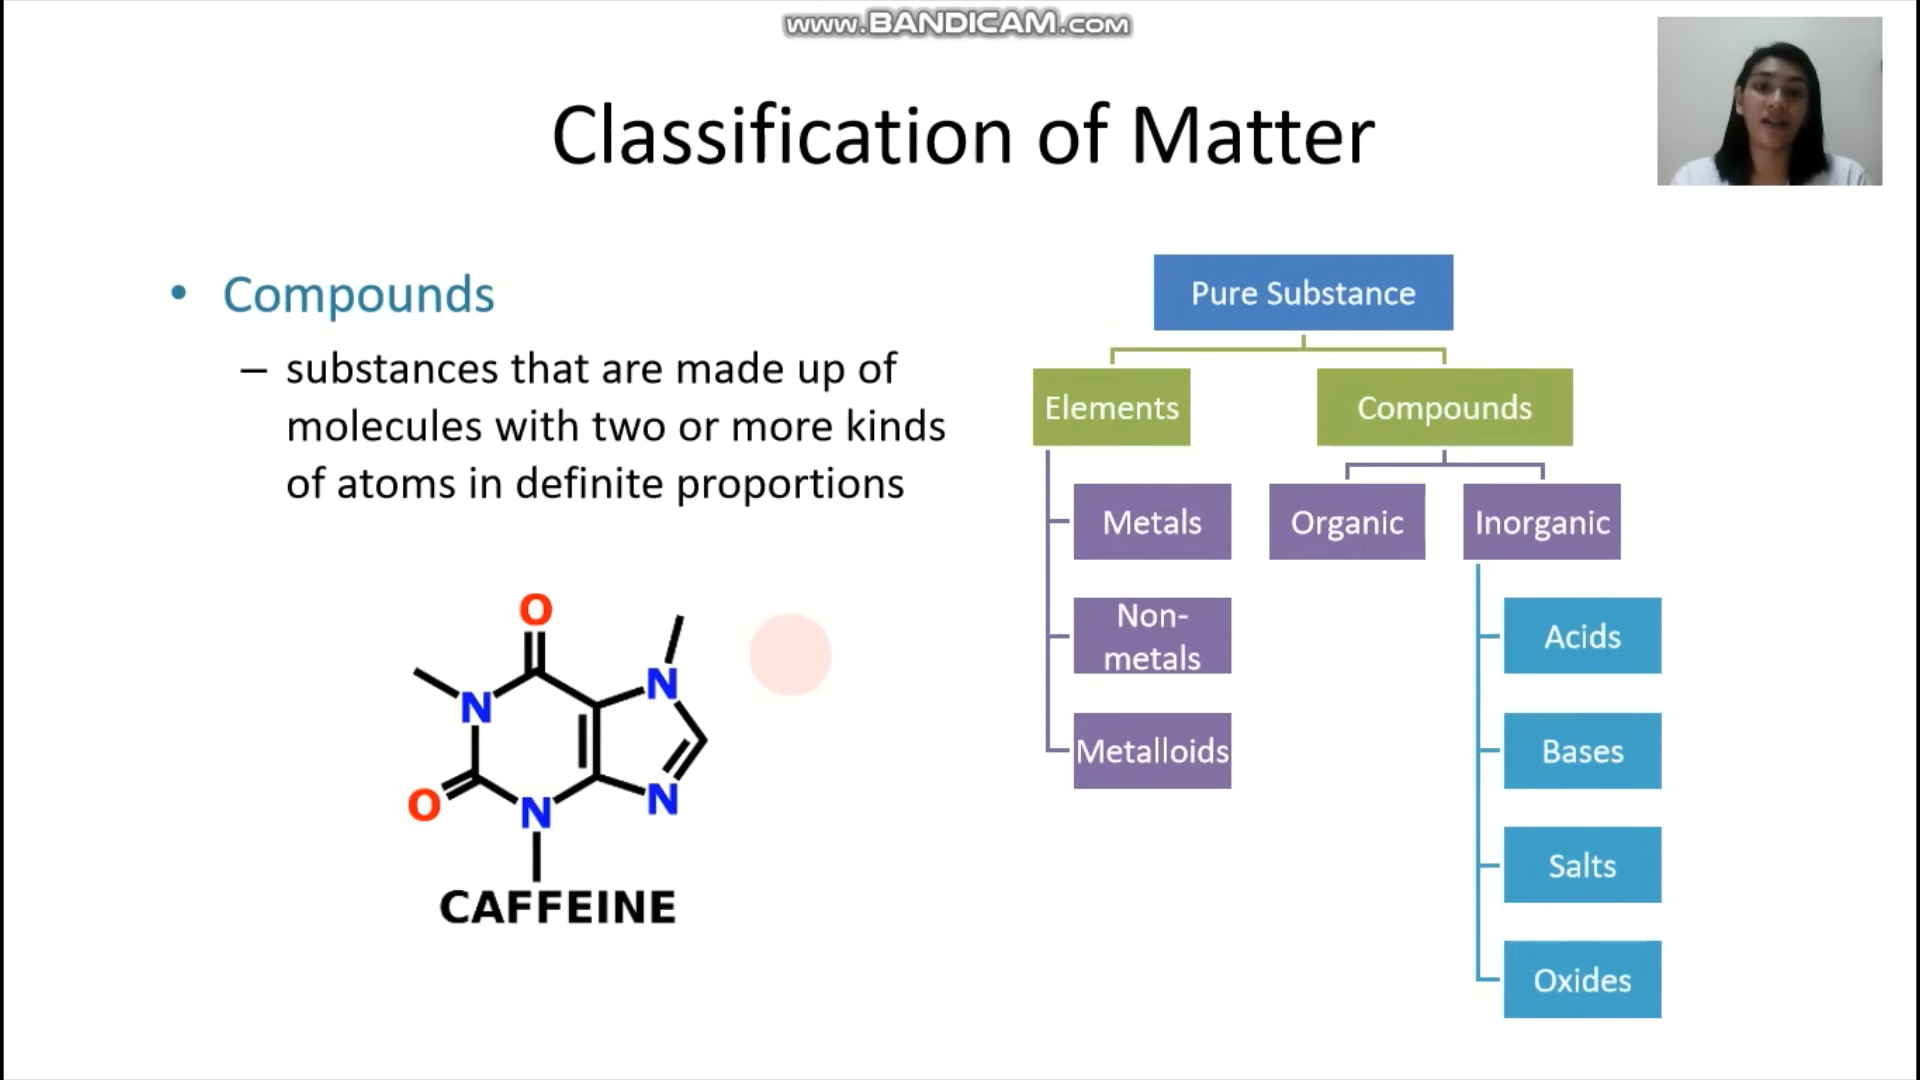 www.BANDICAM.com
Classification of Matter
• Compounds
– substances that are made up of
molecules with two or more kinds
of atoms in definite proportions
O
N
N
O
N
N
CAFFEINE
Pure Substance
Elements
Compounds
Metals
Organic
Inorganic
Non-
metals
Acids
Metalloids
Bases
Salts
Oxides